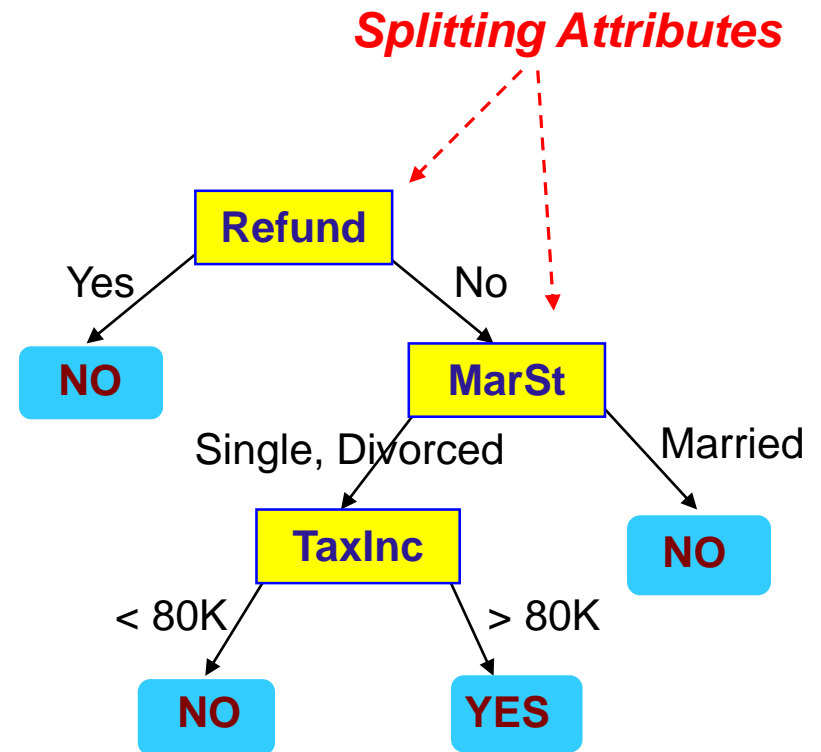 Splitting Attributes
Refund
Yes
No
NO
MarSt
Single, Divorced
Married
TaxInc
NO
< 80K
> 80K
NO
YES